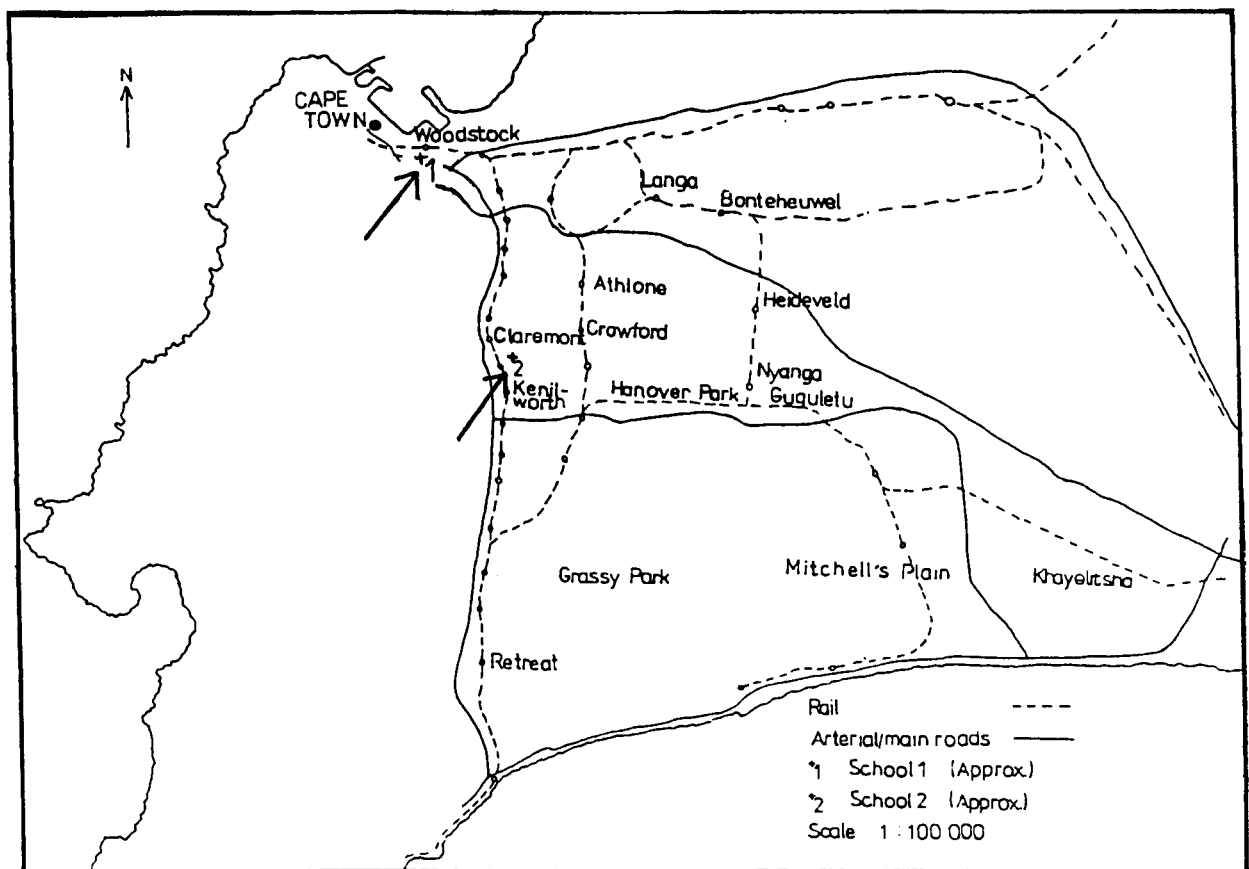 N
CAPE
TOWN
Woodstock
+1
Langa
Bonteheuwel
Athlone
Heideveld
Claremont
Crawford
+2
Kenil-
worth
Nyanga
Hanover Park
Guguletu
Grassy Park
Mitchell's Plain
Khayelitsha
Retreat
Rail
Arterial/main roads
+1 School 1 (Approx.)
+2 School 2 (Approx.)
Scale 1 : 100 000